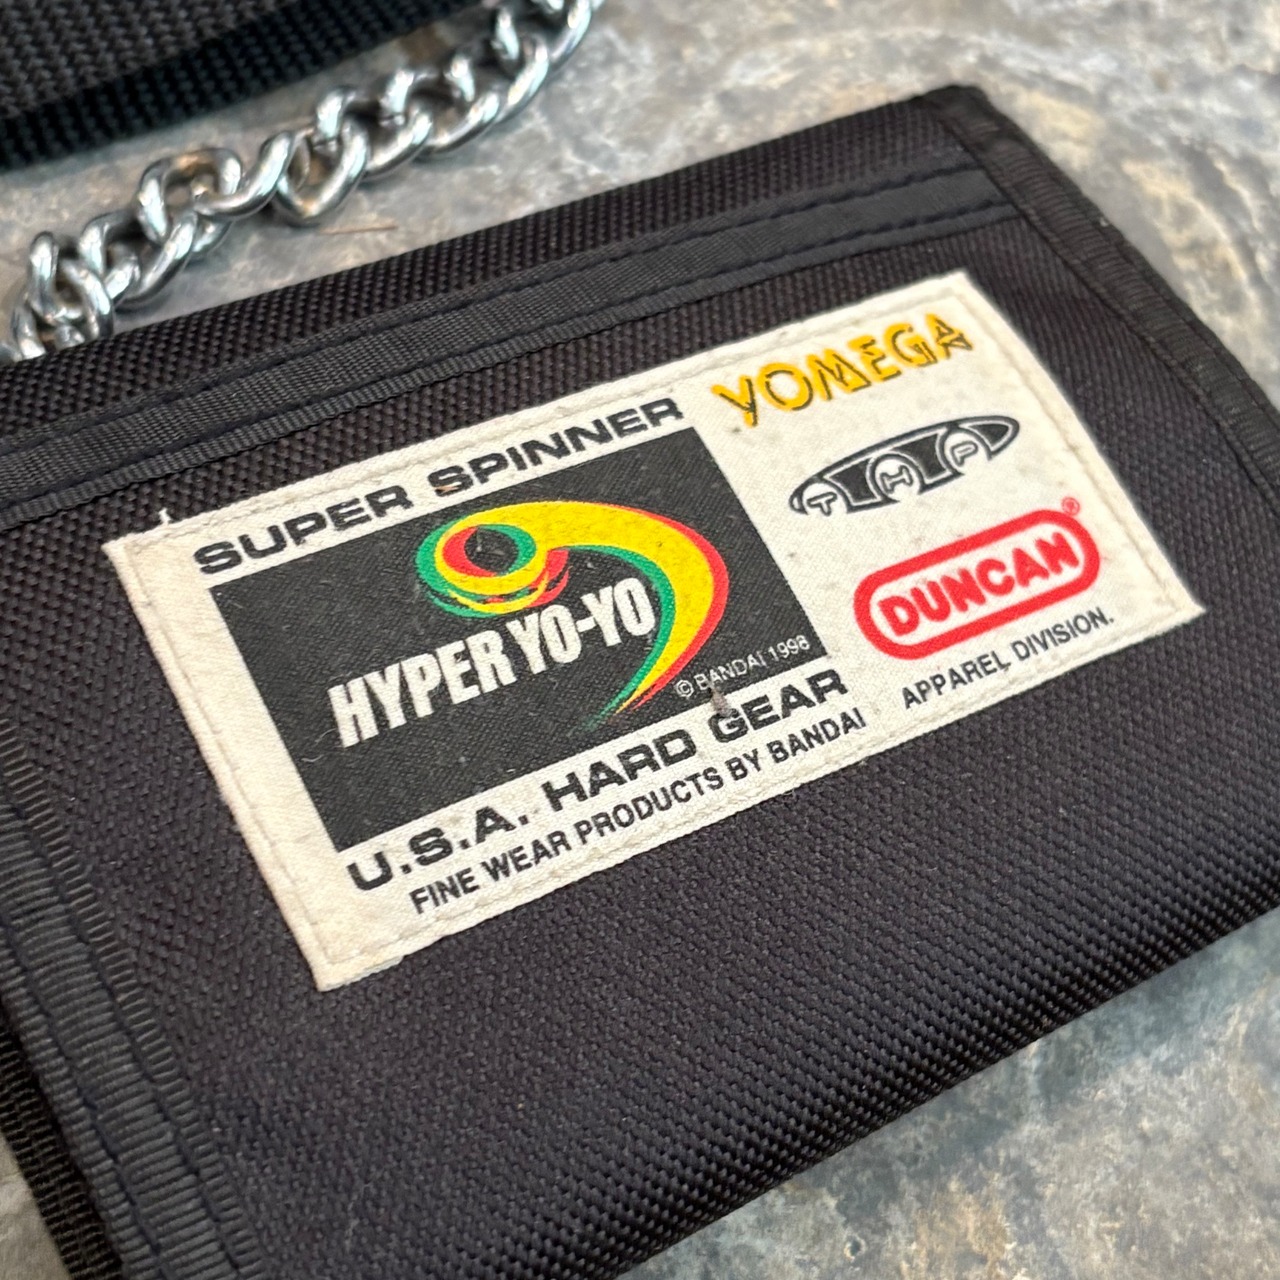 SUPER SPINNER
HYPER YO-YO
© BANDAI 1998
U.S.A. HARD GEAR
FINE WEAR PRODUCTS BY BANDAI
YOMEGA
THP
DUNCAN®
APPAREL DIVISION.